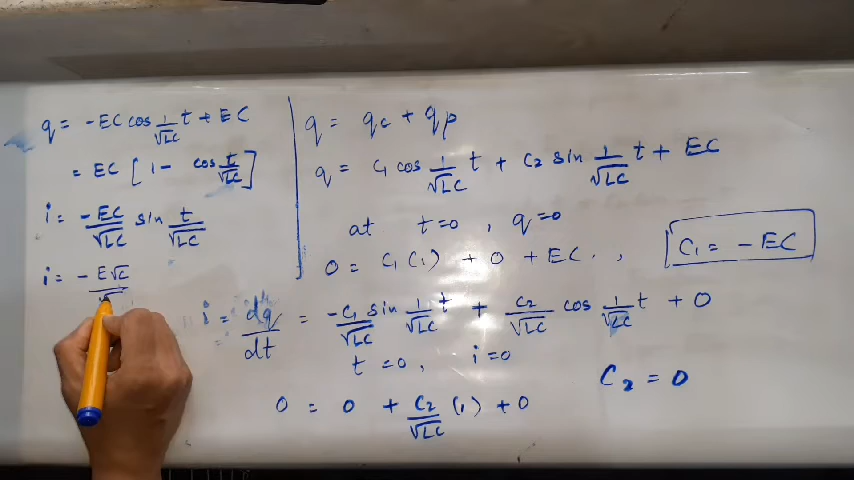 q = -EC cos 1/√LC t + EC
= EC [ 1 - cos t/√LC ]
i = -EC/√LC sin t/√LC
i = - E√C/√
q = qc + qp
q = C1 cos 1/√LC t + C2 sin 1/√LC t + EC
at t=0 , q=0
0 = C1 (1) + 0 + EC . , C1 = - EC
i = dq/dt = -C1/√LC sin 1/√LC t + C2/√LC cos 1/√LC t + 0
t=0, i=0
C2 = 0
0 = 0 + C2/√LC (1) + 0